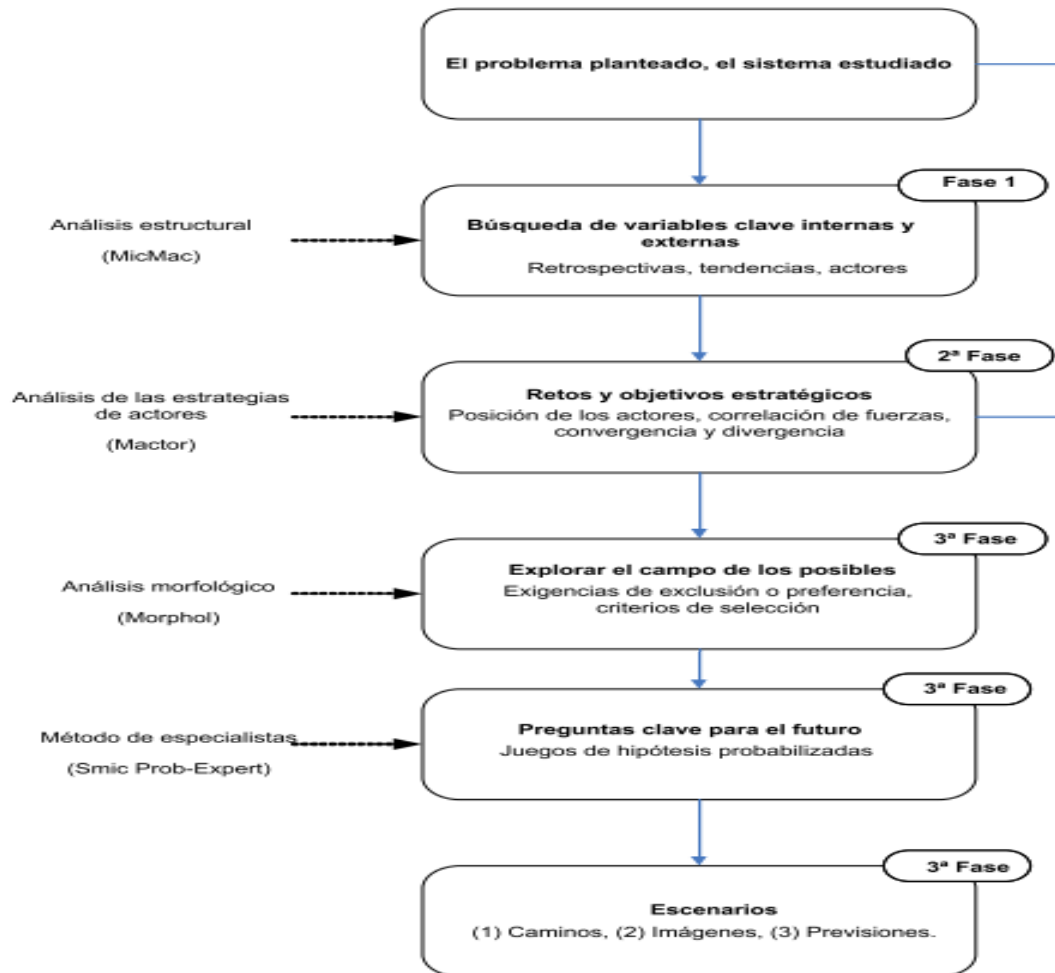 El problema planteado, el sistema estudiado
Fase 1
Análisis estructural
(MicMac)
Búsqueda de variables clave internas y
externas
Retrospectivas, tendencias, actores
2ª Fase
Análisis de las estrategias
de actores
(Mactor)
Retos y objetivos estratégicos
Posición de los actores, correlación de fuerzas,
convergencia y divergencia
3ª Fase
Análisis morfológico
(Morphol)
Explorar el campo de los posibles
Exigencias de exclusión o preferencia,
criterios de selección
3ª Fase
Método de especialistas
(Smic Prob-Expert)
Preguntas clave para el futuro
Juegos de hipótesis probabilizadas
3ª Fase
Escenarios
(1) Caminos, (2) Imágenes, (3) Previsiones.